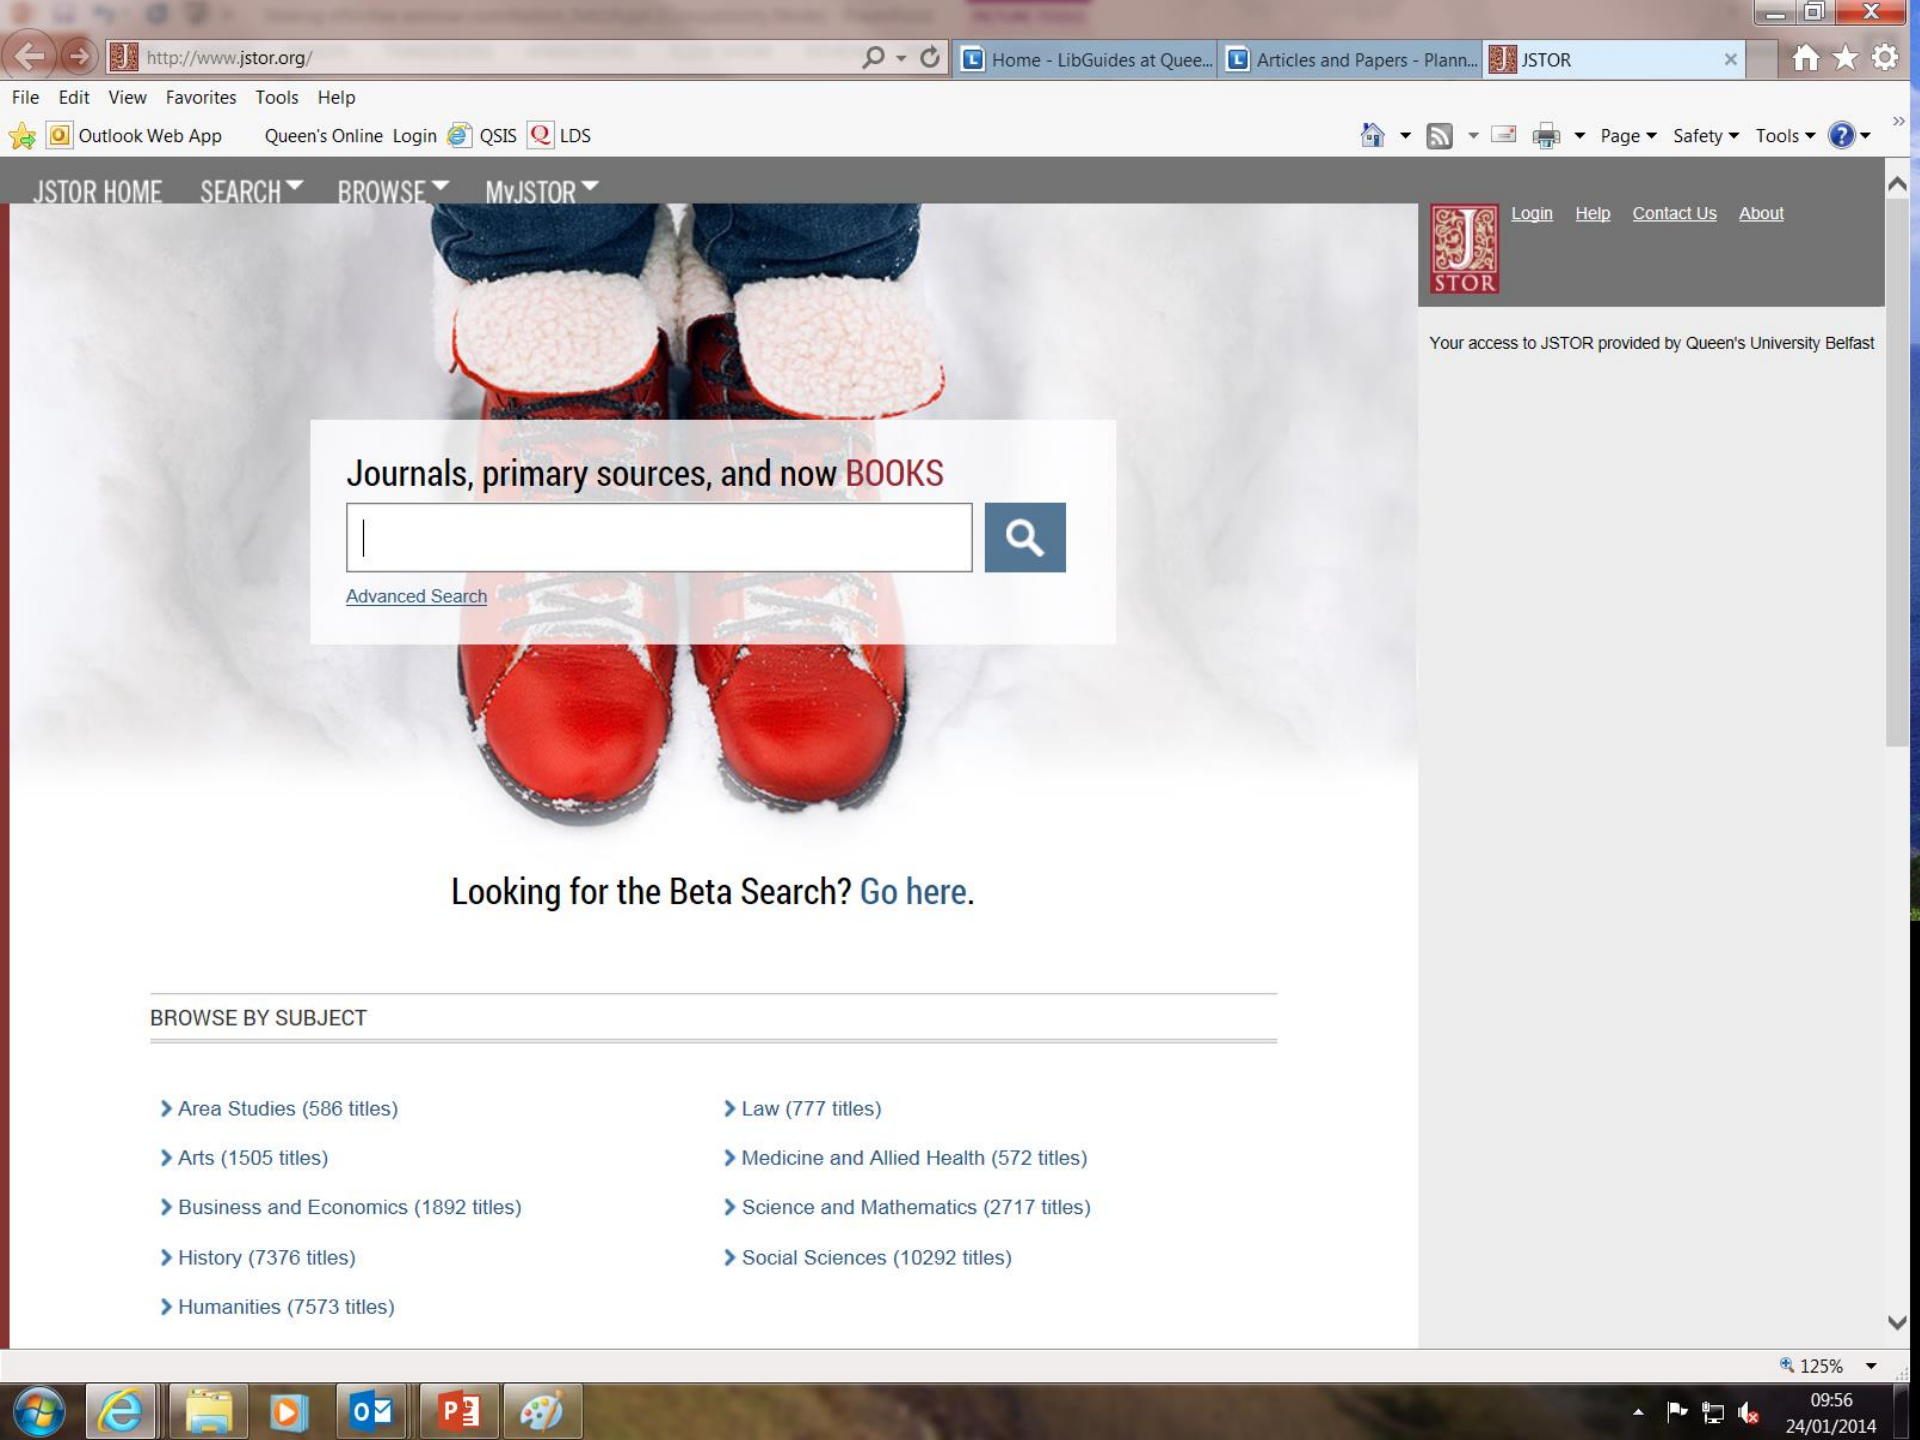 http://www.jstor.org/
Home - LibGuides at Quee...
Articles and Papers - Plann...
JSTOR
File Edit View Favorites Tools Help
Outlook Web App Queen's Online Login QSIS LDS
Page Safety Tools
JSTOR HOME SEARCH BROWSE MyJSTOR
Login Help Contact Us About
J
STOR
Your access to JSTOR provided by Queen's University Belfast
Journals, primary sources, and now BOOKS
Advanced Search
Looking for the Beta Search? Go here.
BROWSE BY SUBJECT
Area Studies (586 titles)
Arts (1505 titles)
Business and Economics (1892 titles)
History (7376 titles)
Humanities (7573 titles)
Law (777 titles)
Medicine and Allied Health (572 titles)
Science and Mathematics (2717 titles)
Social Sciences (10292 titles)
125%
09:56
24/01/2014